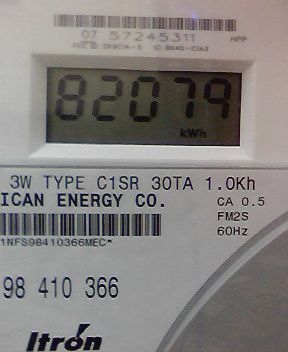 07 57245311 HPP
82079
kWh
3W TYPE C1SR 30TA 1.0Kh
ICAN ENERGY CO. CA 0.5
FM2S
1NFS98410366MEC* 60Hz
98 410 366
Itron